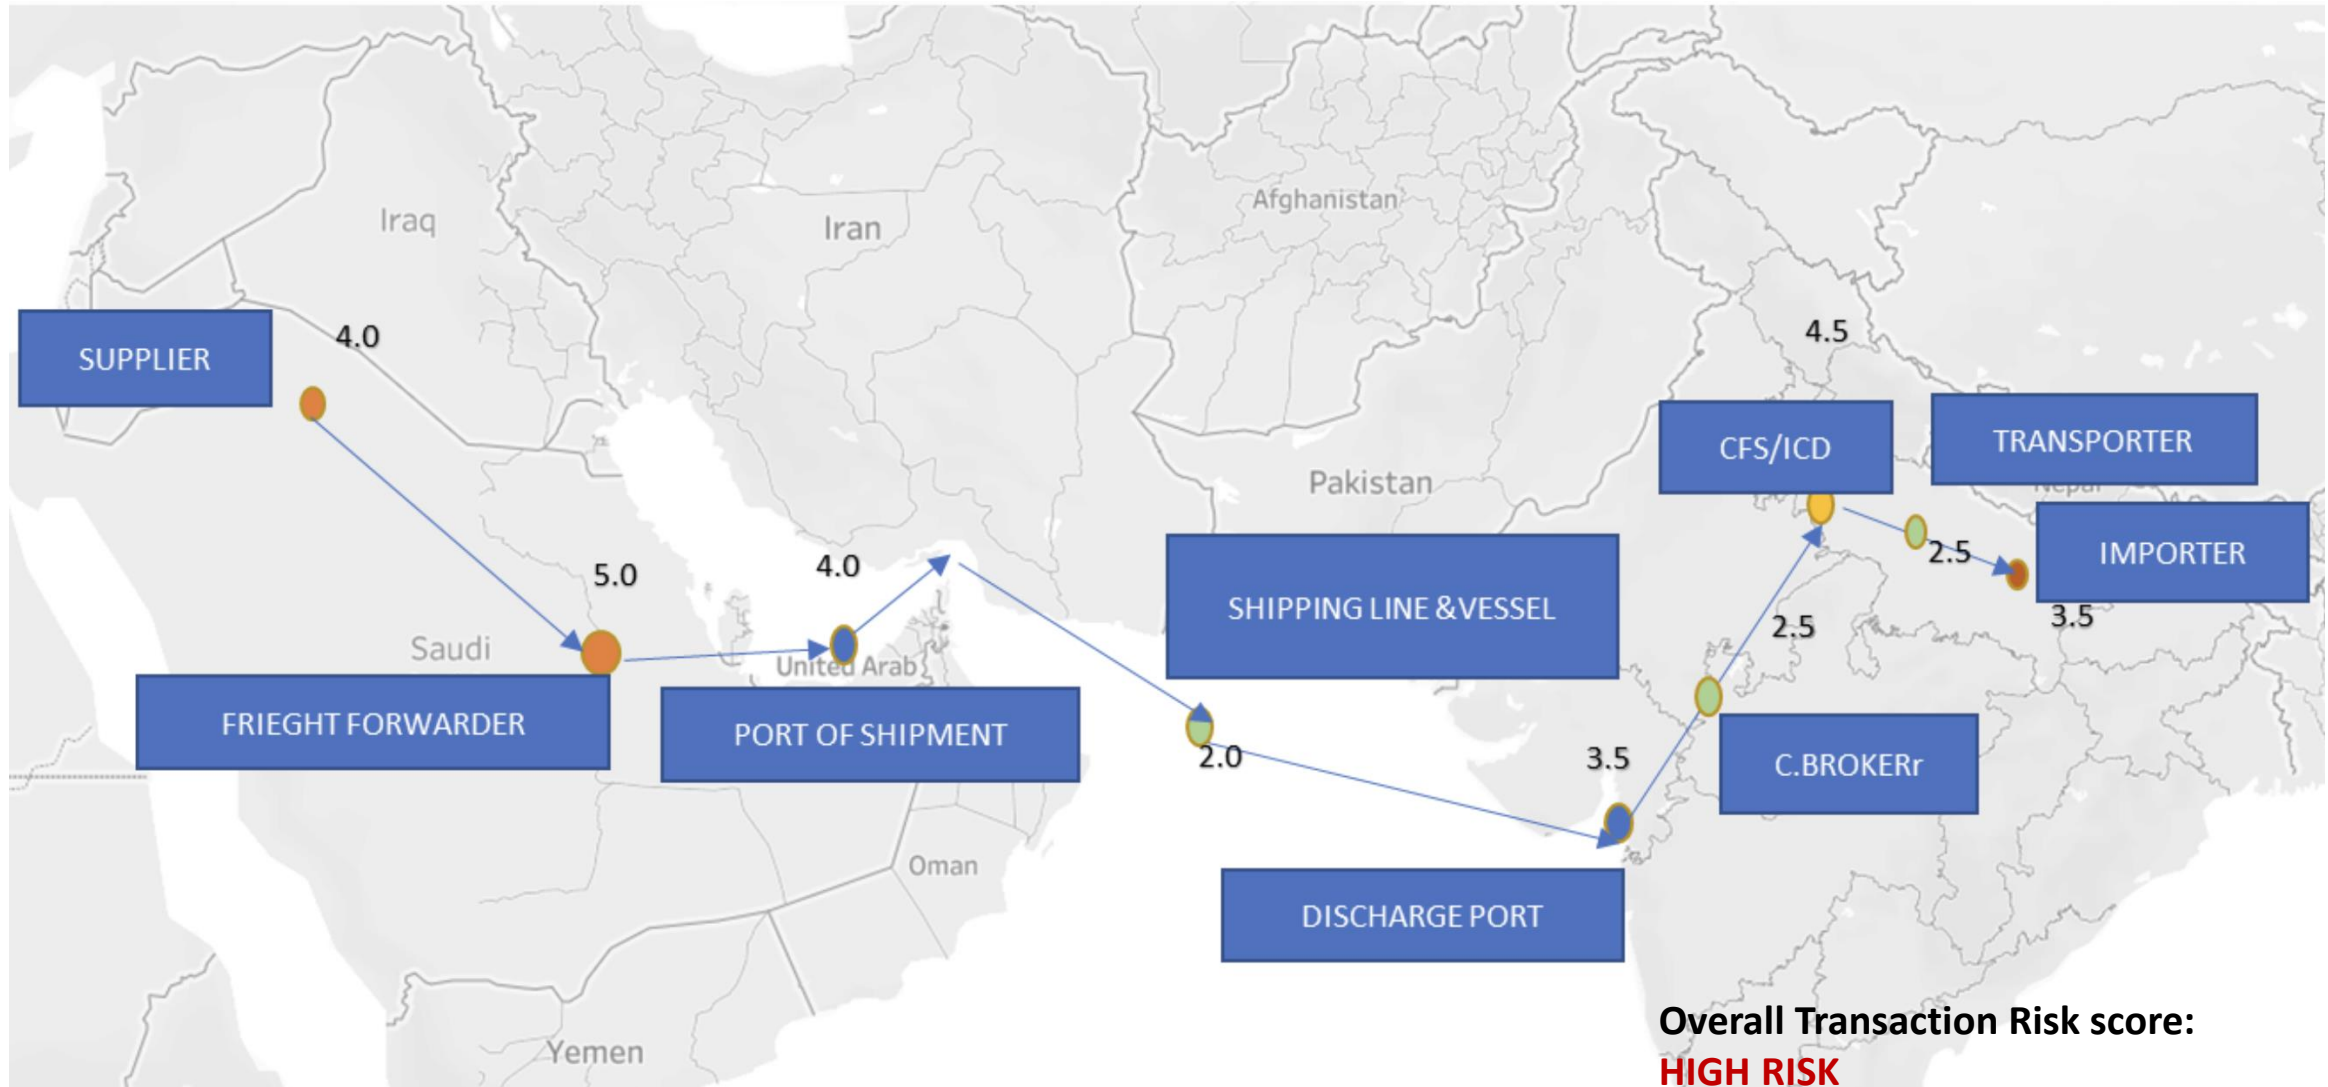 Iraq
Iran
Afghanistan
SUPPLIER
4.0
4.5
CFS/ICD
TRANSPORTER
Pakistan
Nepal
IMPORTER
2.5
3.5
5.0
4.0
SHIPPING LINE &VESSEL
2.5
Saudi
United Arab
FRIEGHT FORWARDER
PORT OF SHIPMENT
2.0
3.5
C.BROKERr
Oman
DISCHARGE PORT
Yemen
Overall Transaction Risk score:
HIGH RISK